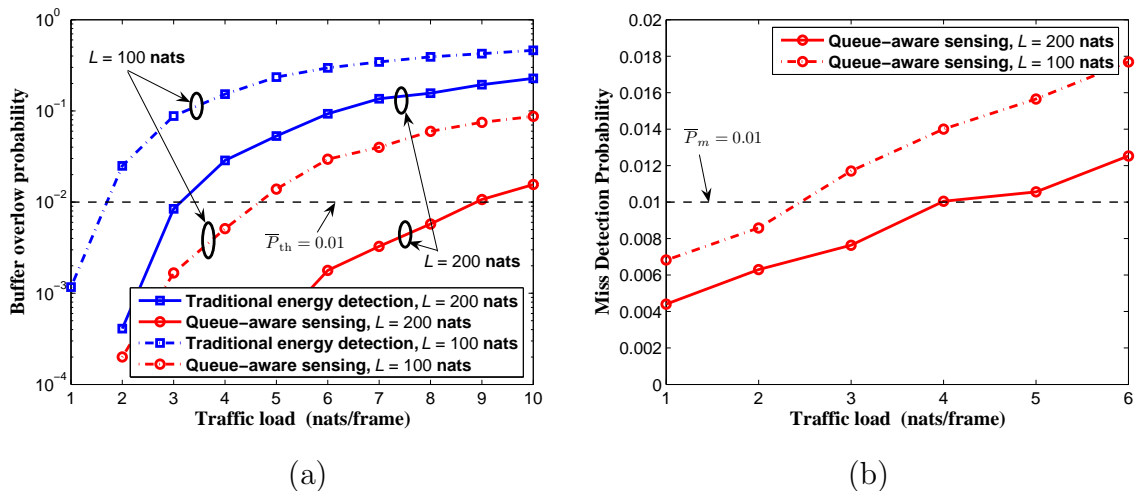 10^0
10^-1
10^-2
10^-3
10^-4
Buffer overlow probability
L = 100 nats
P̅_th = 0.01
L = 200 nats
Traditional energy detection, L = 200 nats
Queue-aware sensing, L = 200 nats
Traditional energy detection, L = 100 nats
Queue-aware sensing, L = 100 nats
1 2 3 4 5 6 7 8 9 10
Traffic load (nats/frame)
(a)
0.02
0.018
0.016
0.014
0.012
0.01
0.008
0.006
0.004
0.002
0
Miss Detection Probability
Queue-aware sensing, L = 200 nats
Queue-aware sensing, L = 100 nats
P̅_m = 0.01
1 2 3 4 5 6
Traffic load (nats/frame)
(b)